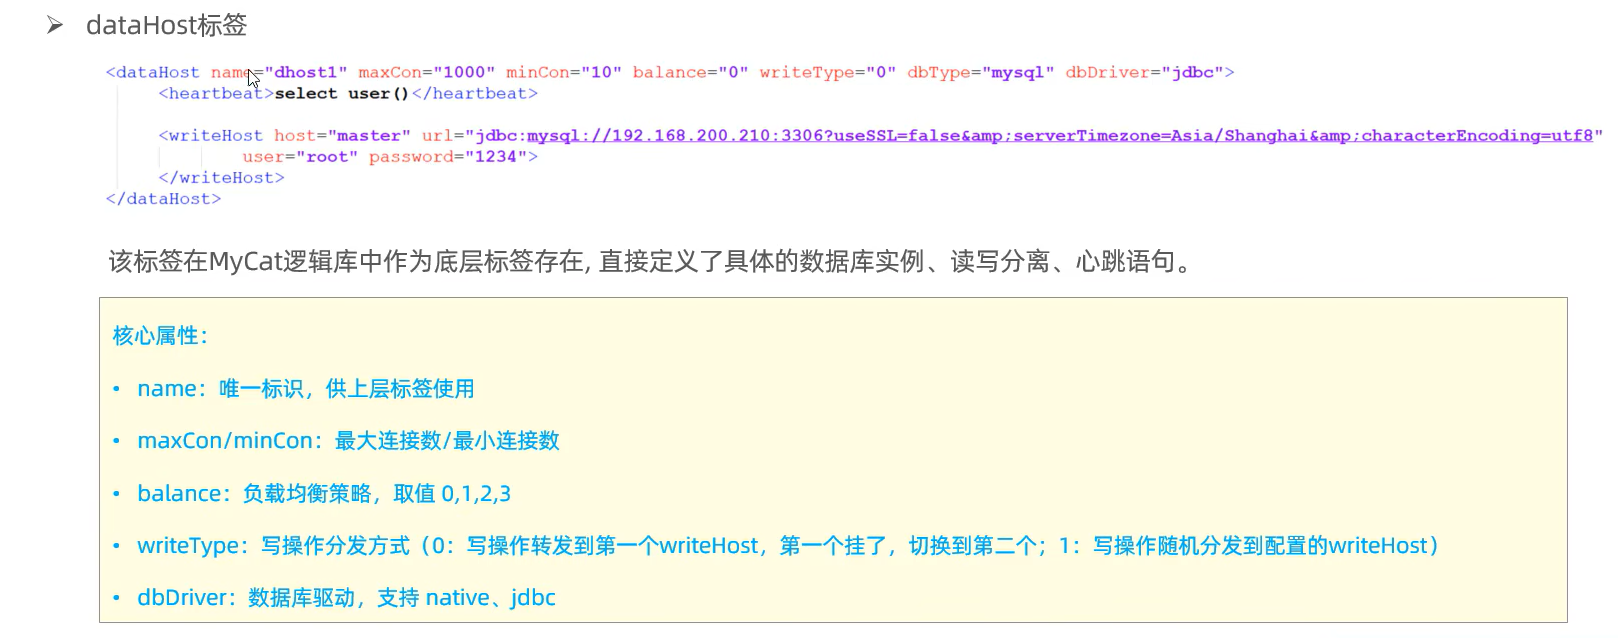 ➢ dataHost标签
<dataHost name="dhost1" maxCon="1000" minCon="10" balance="0" writeType="0" dbType="mysql" dbDriver="jdbc">
<heartbeat>select user()</heartbeat>
<writeHost host="master" url="jdbc:mysql://192.168.200.210:3306?useSSL=false&amp;serverTimezone=Asia/Shanghai&amp;characterEncoding=utf8"
user="root" password="1234">
</writeHost>
</dataHost>
该标签在MyCat逻辑库中作为底层标签存在, 直接定义了具体的数据库实例、读写分离、心跳语句。
核心属性：
• name：唯一标识，供上层标签使用
• maxCon/minCon：最大连接数/最小连接数
• balance：负载均衡策略，取值 0,1,2,3
• writeType：写操作分发方式（0：写操作转发到第一个writeHost，第一个挂了，切换到第二个；1：写操作随机分发到配置的writeHost）
• dbDriver：数据库驱动，支持 native、jdbc